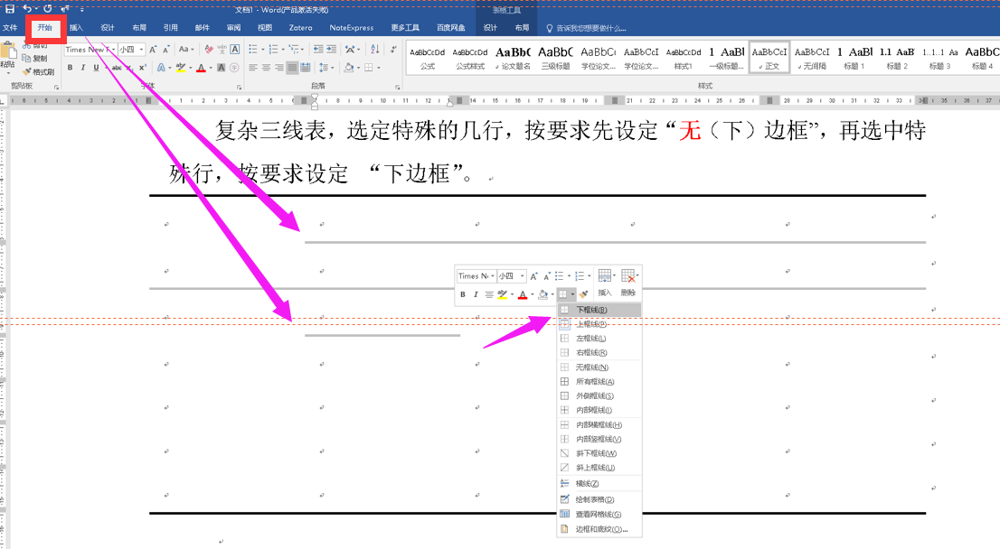 文档1 - Word(产品激活失败)
表格工具
文件 开始 插入 设计 布局 引用 邮件 审阅 视图 Zotero NoteExpress 更多工具 百度网盘 设计 布局 告诉我您想要做什么...
剪切
复制
格式刷
粘贴
剪贴板
Times New F 小四 Aa
B I U abc
字体
段落
AaBbCcDd AaBbCcDd AaBbC AaBbC AaBbCcI AaBbCcI AaBbCcDd 1 AaBl AaBbCcI AaBbCcI 1 AaBl 1.1 AaB 1..1..1 Aa AaBbC
公式 公式样式 论文题名 三级标题 学位论文... 学位论文... 样式1 一级标题... 正文 无间隔 标题 1 标题 2 标题 3 标题 4
样式
复杂三线表，选定特殊的几行，按要求先设定“无（下）边框”，再选中特
殊行，按要求设定 “下边框”。
Times N 小四
B I A 插入 删除
下框线(B)
上框线(P)
左框线(L)
右框线(R)
无框线(N)
所有框线(A)
外侧框线(S)
内部框线(I)
内部横框线(H)
内部竖框线(V)
斜下框线(W)
斜上框线(U)
横线(Z)
绘制表格(D)
查看网格线(G)
边框和底纹(O)...